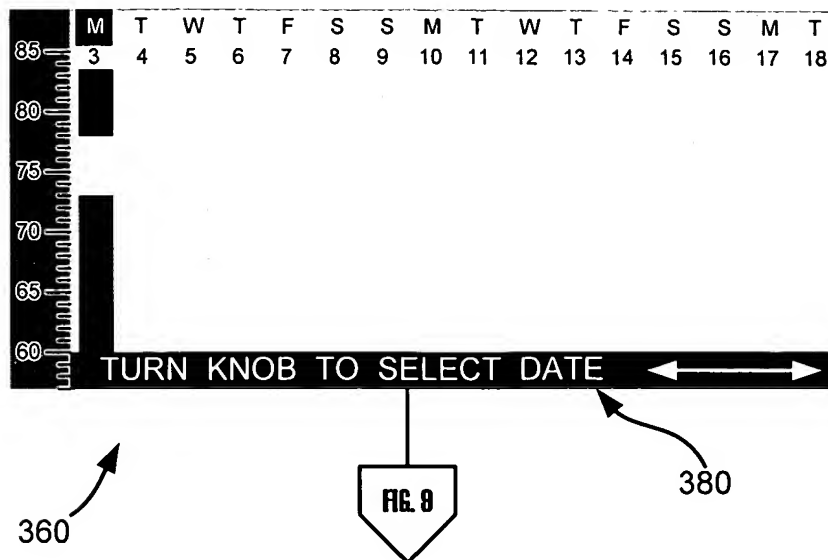 M T W T F S S M T W T F S S M T
3 4 5 6 7 8 9 10 11 12 13 14 15 16 17 18
85
80
75
70
65
60
TURN KNOB TO SELECT DATE
380
360
FIG. 9